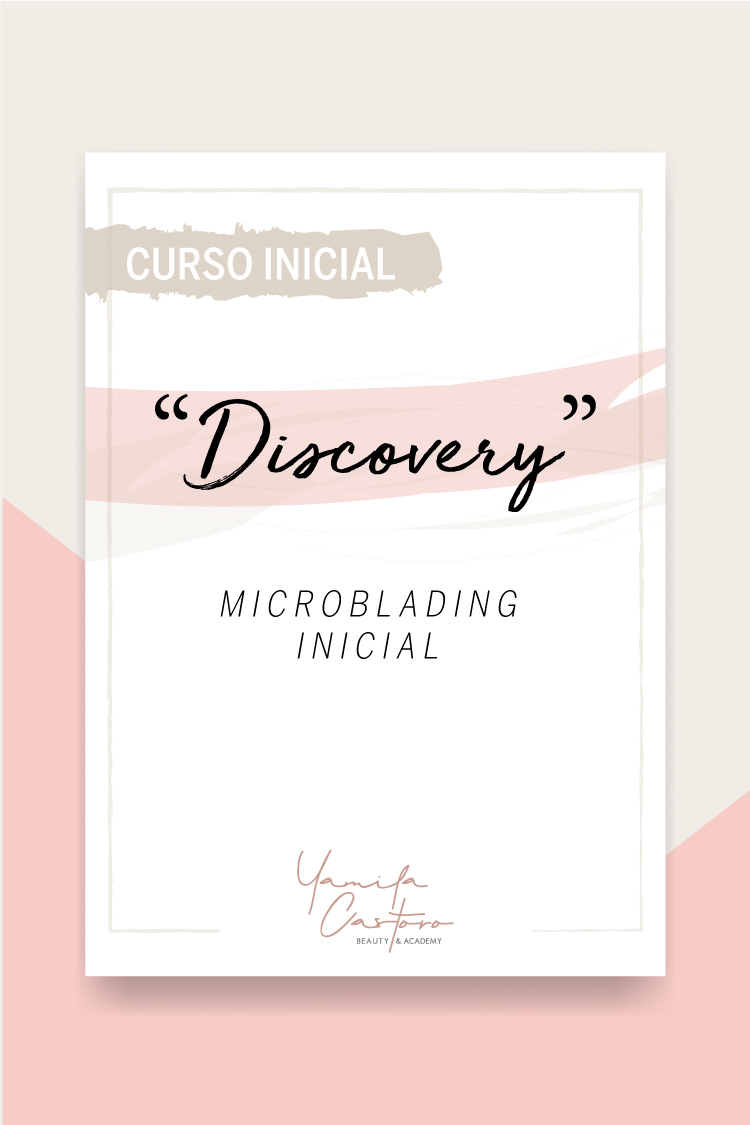 CURSO INICIAL
“Discovery”
MICROBLADING
INICIAL
Yamila
Castoro
BEAUTY & ACADEMY